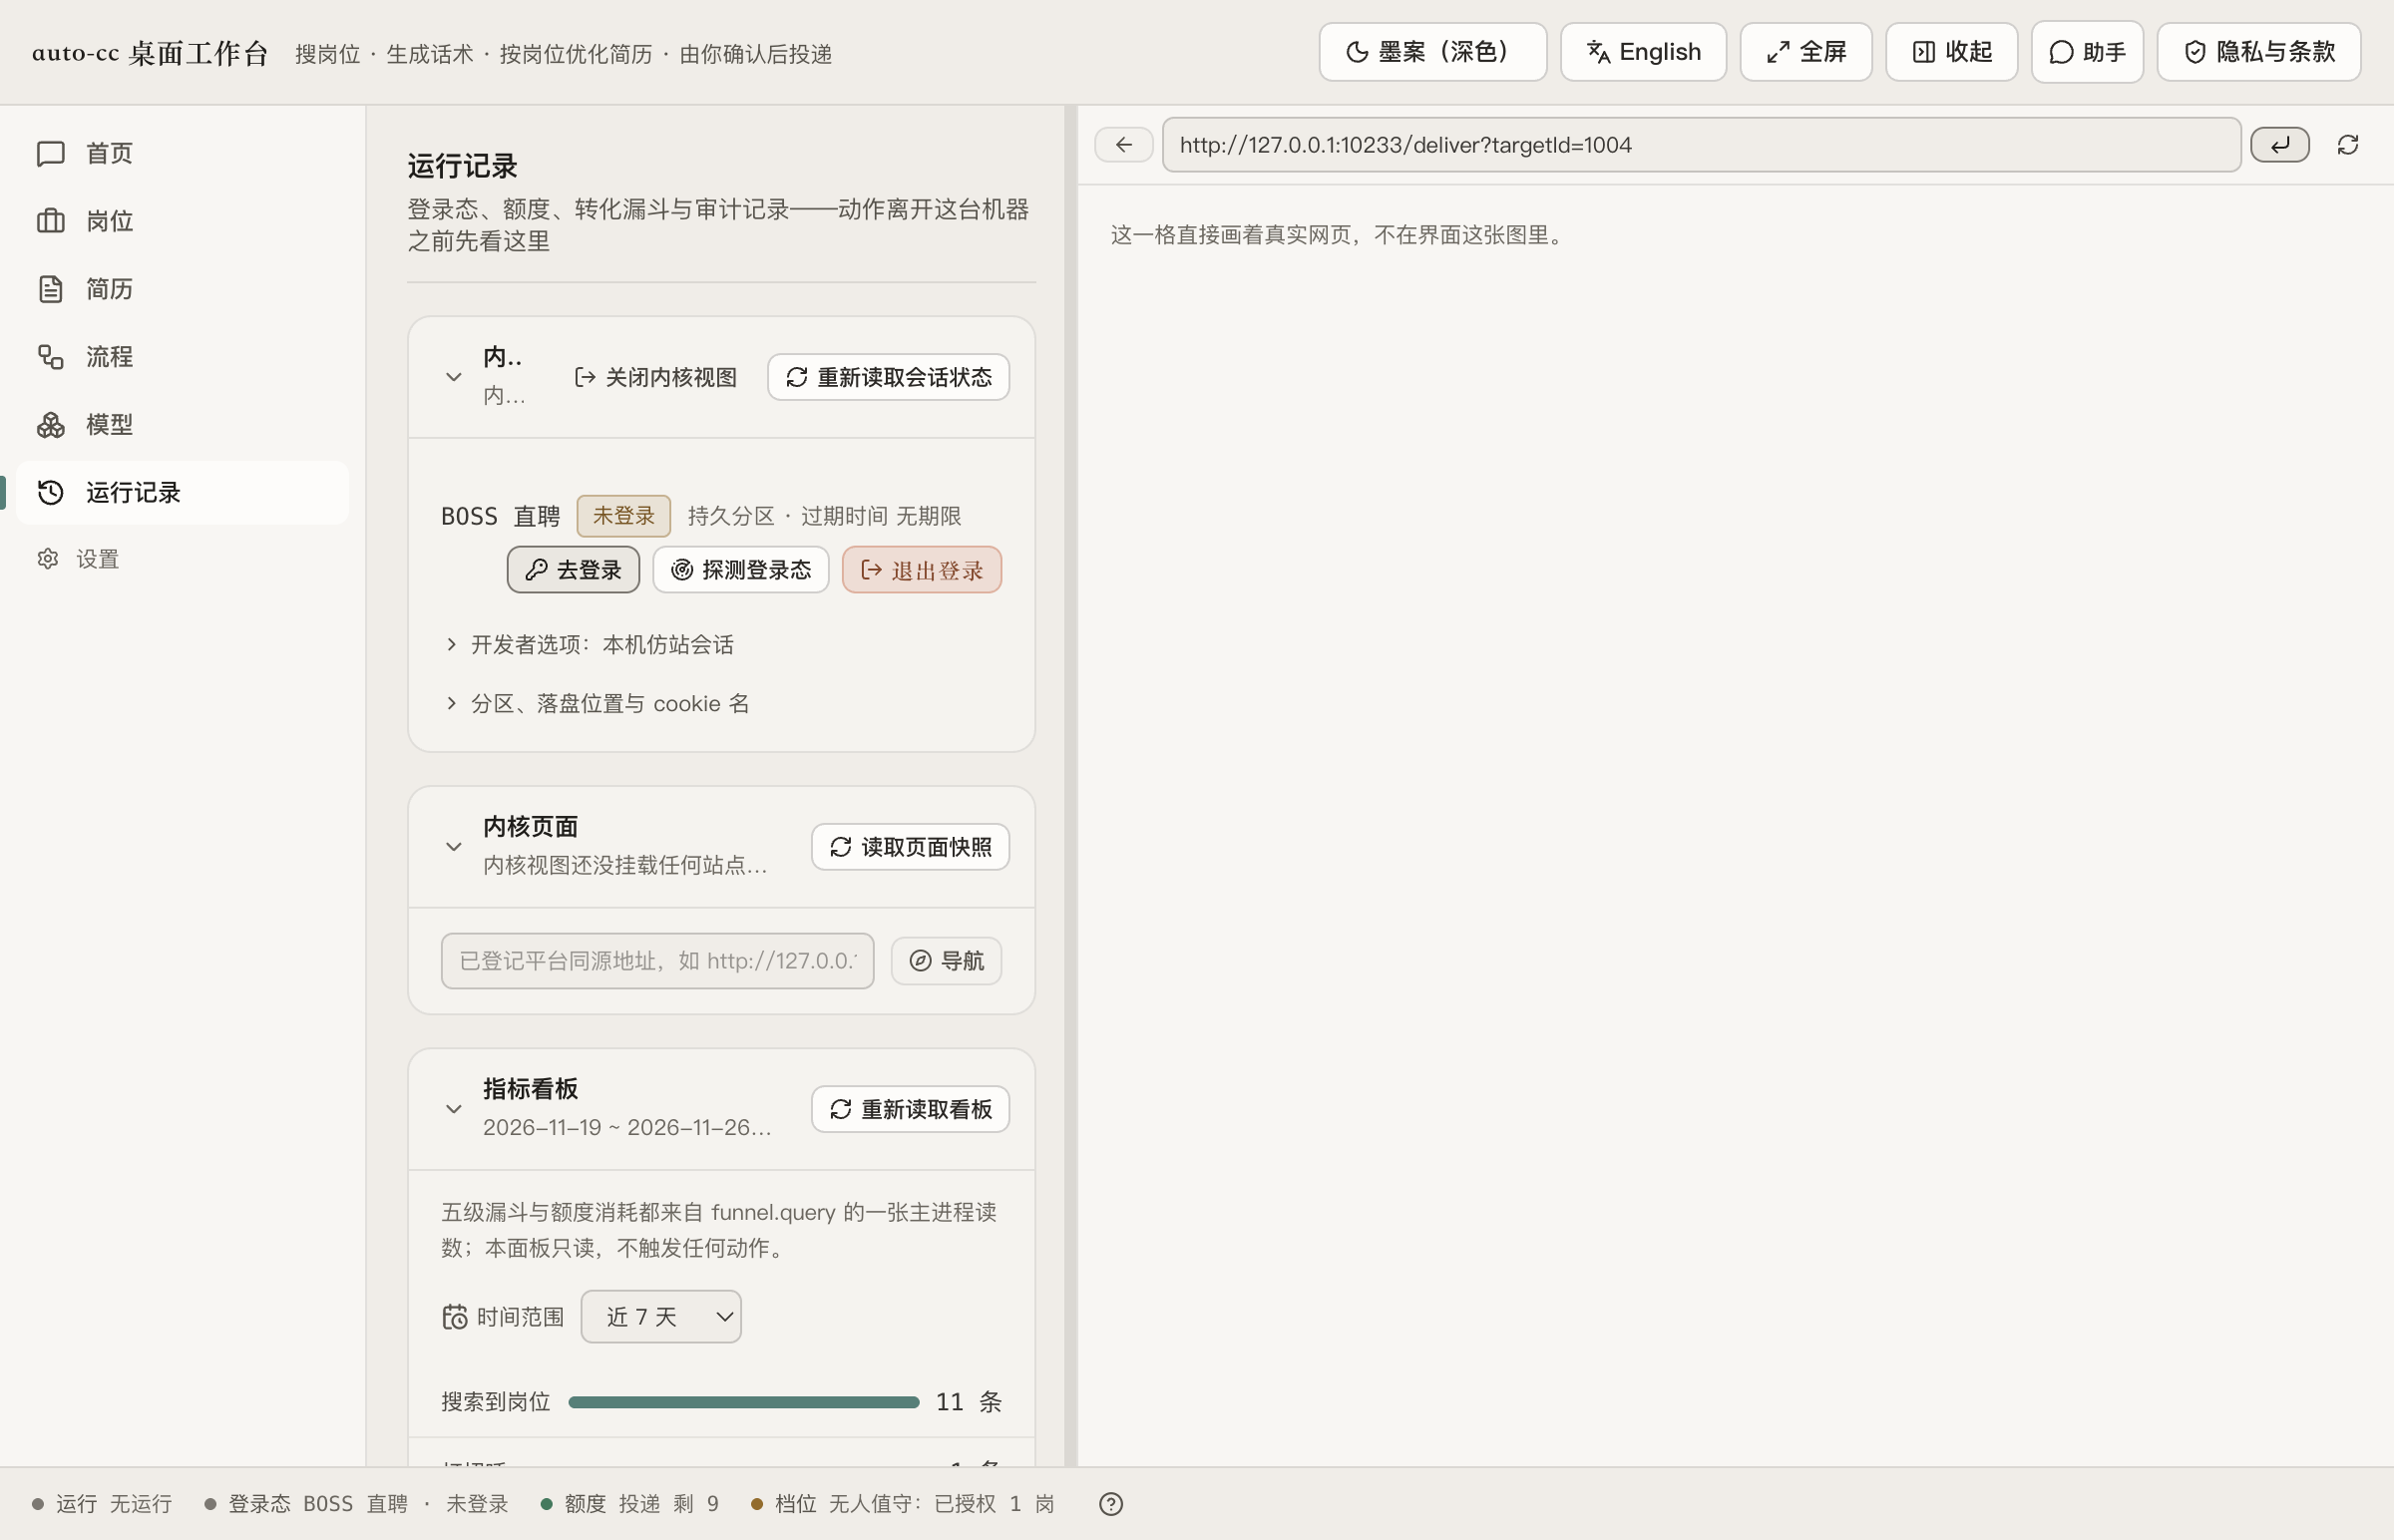 auto-cc 桌面工作台
搜岗位 · 生成话术 · 按岗位优化简历 · 由你确认后投递
墨案（深色）
English
全屏
收起
助手
隐私与条款
首页
岗位
简历
流程
模型
运行记录
设置
运行记录
登录态、额度、转化漏斗与审计记录——动作离开这台机器
之前先看这里
内..
内...
关闭内核视图
重新读取会话状态
BOSS 直聘
未登录
持久分区 · 过期时间 无期限
去登录
探测登录态
退出登录
开发者选项：本机仿站会话
分区、落盘位置与 cookie 名
内核页面
内核视图还没挂载任何站点...
读取页面快照
已登记平台同源地址，如 http://127.0.0.
导航
指标看板
2026-11-19 ~ 2026-11-26...
重新读取看板
五级漏斗与额度消耗都来自 funnel.query 的一张主进程读
数；本面板只读，不触发任何动作。
时间范围
近 7 天
搜索到岗位
11 条
http://127.0.0.1:10233/deliver?targetId=1004
这一格直接画着真实网页，不在界面这张图里。
运行 无运行
登录态 BOSS 直聘 · 未登录
额度 投递 剩 9
档位 无人值守：已授权 1 岗